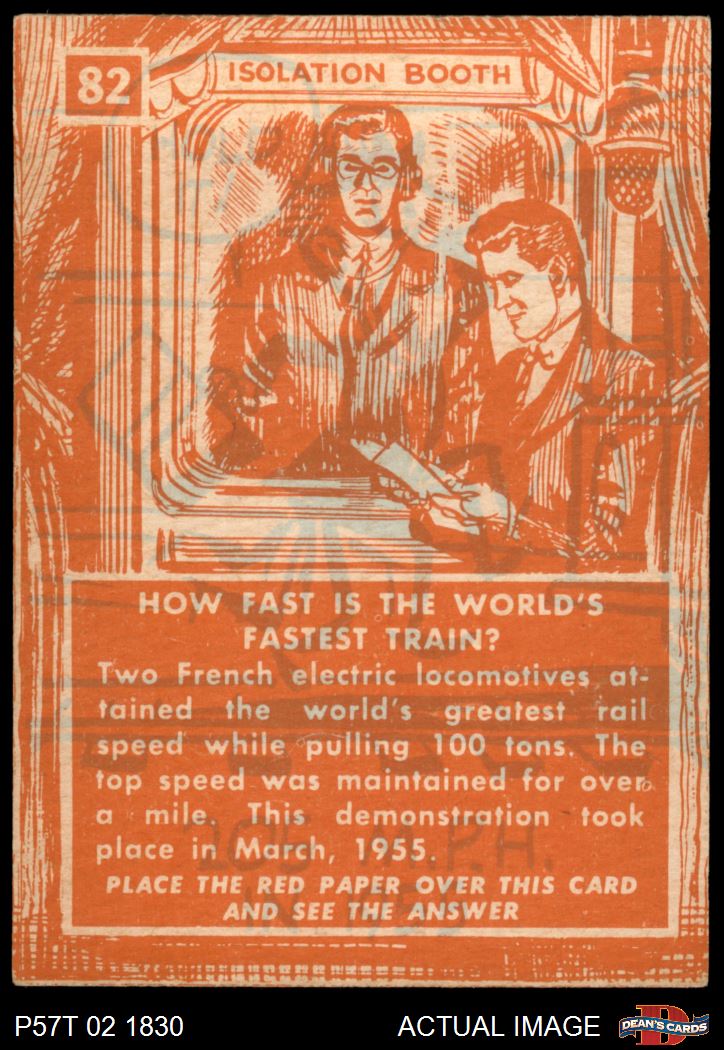 82
ISOLATION BOOTH
HOW FAST IS THE WORLD'S
FASTEST TRAIN?
Two French electric locomotives at-
tained the world's greatest rail
speed while pulling 100 tons. The
top speed was maintained for over
a mile. This demonstration took
place in March, 1955.
205 M.P.H.
PLACE THE RED PAPER OVER THIS CARD
AND SEE THE ANSWER
IN 1955
P57T 02 1830
ACTUAL IMAGE
D
DEAN'S CARDS